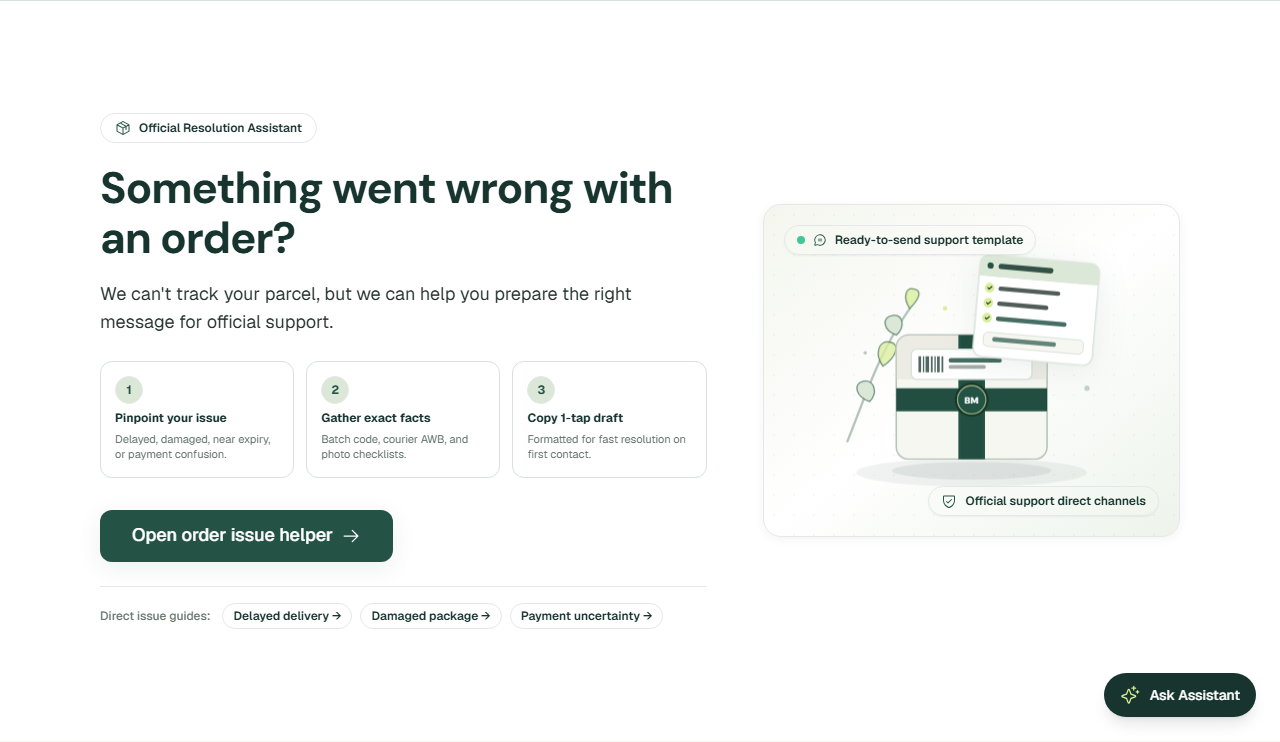 Official Resolution Assistant
Something went wrong with
an order?
We can't track your parcel, but we can help you prepare the right
message for official support.
1
Pinpoint your issue
Delayed, damaged, near expiry,
or payment confusion.
2
Gather exact facts
Batch code, courier AWB, and
photo checklists.
3
Copy 1-tap draft
Formatted for fast resolution on
first contact.
Open order issue helper →
Direct issue guides:
Delayed delivery →
Damaged package →
Payment uncertainty →
Ready-to-send support template
BM
Official support direct channels
Ask Assistant